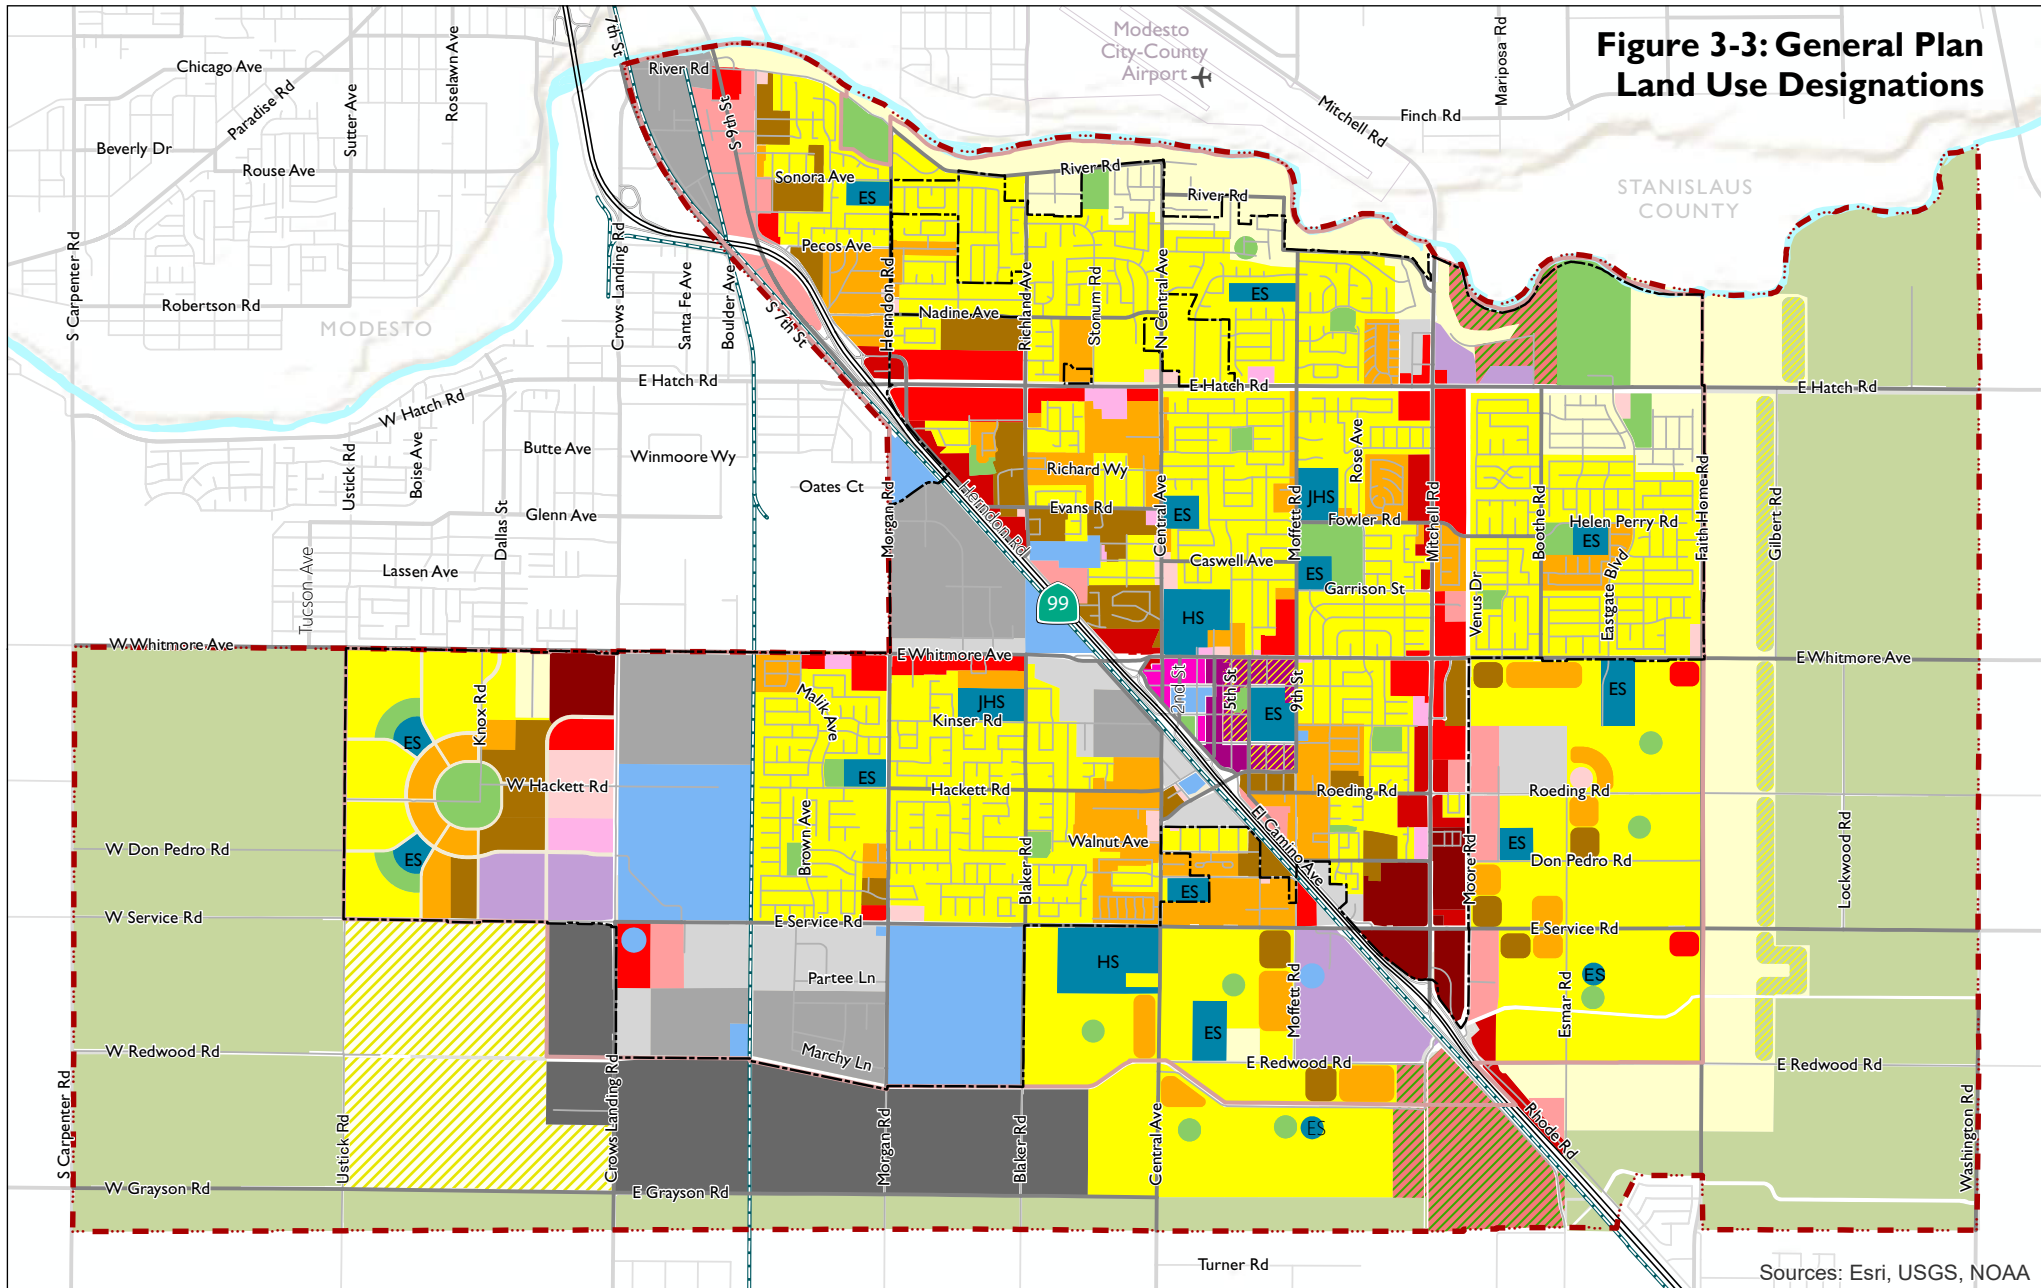 Figure 3-3: General Plan
Land Use Designations
Modesto
City-County
Airport
STANISLAUS
COUNTY
MODESTO
Chicago Ave
Paradise Rd
Sutter Ave
Roselawn Ave
Beverly Dr
Rouse Ave
Robertson Rd
S Carpenter Rd
7th St
River Rd
S 9th St
Sonora Ave
ES
Pecos Ave
Herndon Rd
Nadine Ave
Richland Ave
Stonum Rd
River Rd
River Rd
N Central Ave
ES
Mitchell Rd
Finch Rd
Mariposa Rd
Crows Landing Rd
Santa Fe Ave
Boulder Ave
S 7th St
E Hatch Rd
E Hatch Rd
E Hatch Rd
W Hatch Rd
Ustick Rd
Boise Ave
Butte Ave
Winmoore Wy
Oates Ct
Dallas St
Glenn Ave
Lassen Ave
Tucson Ave
Morgan Rd
Herndon Rd
Richard Wy
Evans Rd
Central Ave
ES
Caswell Ave
HS
99
Moffett Rd
JHS
Rose Ave
Fowler Rd
ES
Garrison St
Mitchell Rd
Venus Dr
Boothe Rd
Helen Perry Rd
ES
Eastgate Blvd
Faith Home Rd
Gilbert Rd
W Whitmore Ave
E Whitmore Ave
E Whitmore Ave
Knox Rd
ES
W Hackett Rd
ES
Malik Ave
JHS
Kinser Rd
ES
Hackett Rd
Brown Ave
Blaker Rd
Walnut Ave
2nd St
5th St
ES
9th St
El Camino Ave
Roeding Rd
Roeding Rd
ES
ES
Don Pedro Rd
Moore Rd
Lockwood Rd
W Don Pedro Rd
W Service Rd
E Service Rd
E Service Rd
ES
Partee Ln
HS
ES
Moffett Rd
ES
Esmar Rd
W Redwood Rd
Marchy Ln
E Redwood Rd
E Redwood Rd
S Carpenter Rd
Ustick Rd
Crows Landing Rd
Morgan Rd
Blaker Rd
Central Ave
ES
Rhode Rd
Washington Rd
W Grayson Rd
E Grayson Rd
Turner Rd
Sources: Esri, USGS, NOAA